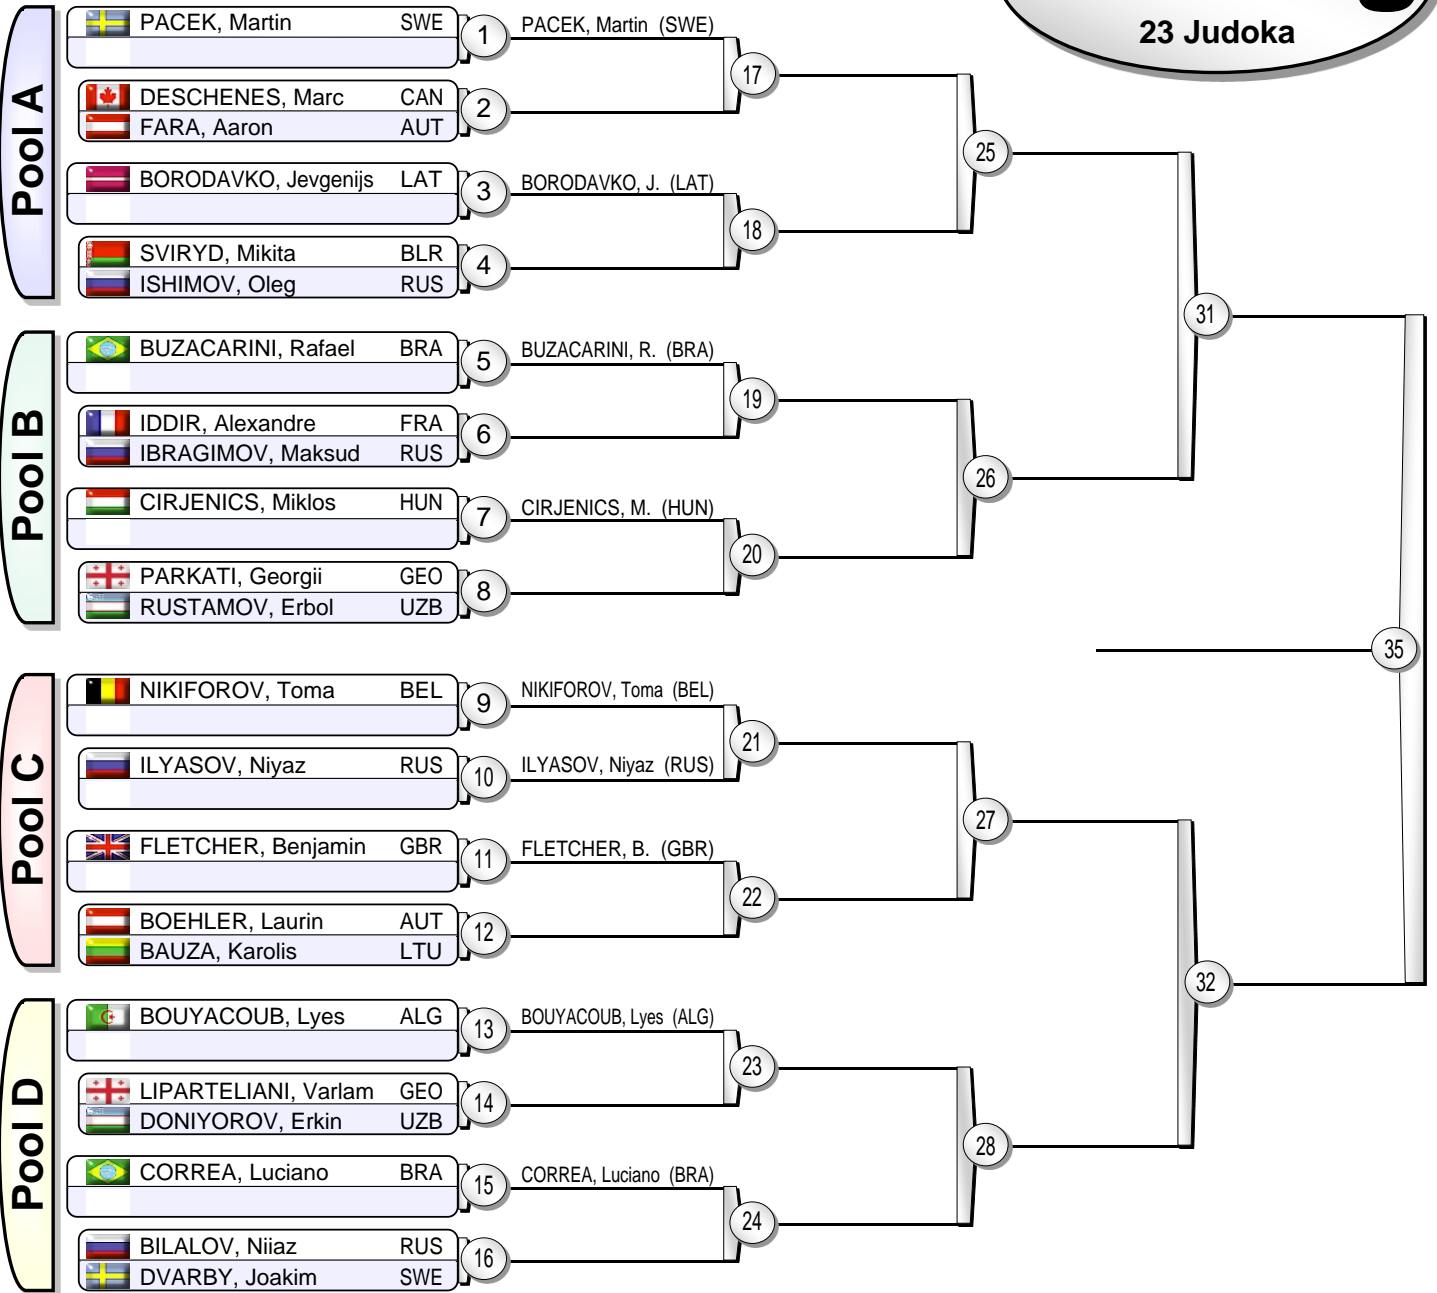 23 Judoka
Pool A
PACEK, Martin SWE 1 PACEK, Martin (SWE)
17
DESCHENES, Marc CAN
2
FARA, Aaron AUT
25
BORODAVKO, Jevgenijs LAT 3 BORODAVKO, J. (LAT)
18
SVIRYD, Mikita BLR
4
ISHIMOV, Oleg RUS
31
Pool B
BUZACARINI, Rafael BRA 5 BUZACARINI, R. (BRA)
19
IDDIR, Alexandre FRA
6
IBRAGIMOV, Maksud RUS
26
CIRJENICS, Miklos HUN 7 CIRJENICS, M. (HUN)
20
PARKATI, Georgii GEO
8
RUSTAMOV, Erbol UZB
35
Pool C
NIKIFOROV, Toma BEL 9 NIKIFOROV, Toma (BEL)
21
ILYASOV, Niyaz RUS 10 ILYASOV, Niyaz (RUS)
27
FLETCHER, Benjamin GBR 11 FLETCHER, B. (GBR)
22
BOEHLER, Laurin AUT
12
BAUZA, Karolis LTU
32
Pool D
BOUYACOUB, Lyes ALG 13 BOUYACOUB, Lyes (ALG)
23
LIPARTELIANI, Varlam GEO
14
DONIYOROV, Erkin UZB
28
CORREA, Luciano BRA 15 CORREA, Luciano (BRA)
24
BILALOV, Niiaz RUS
16
DVARBY, Joakim SWE